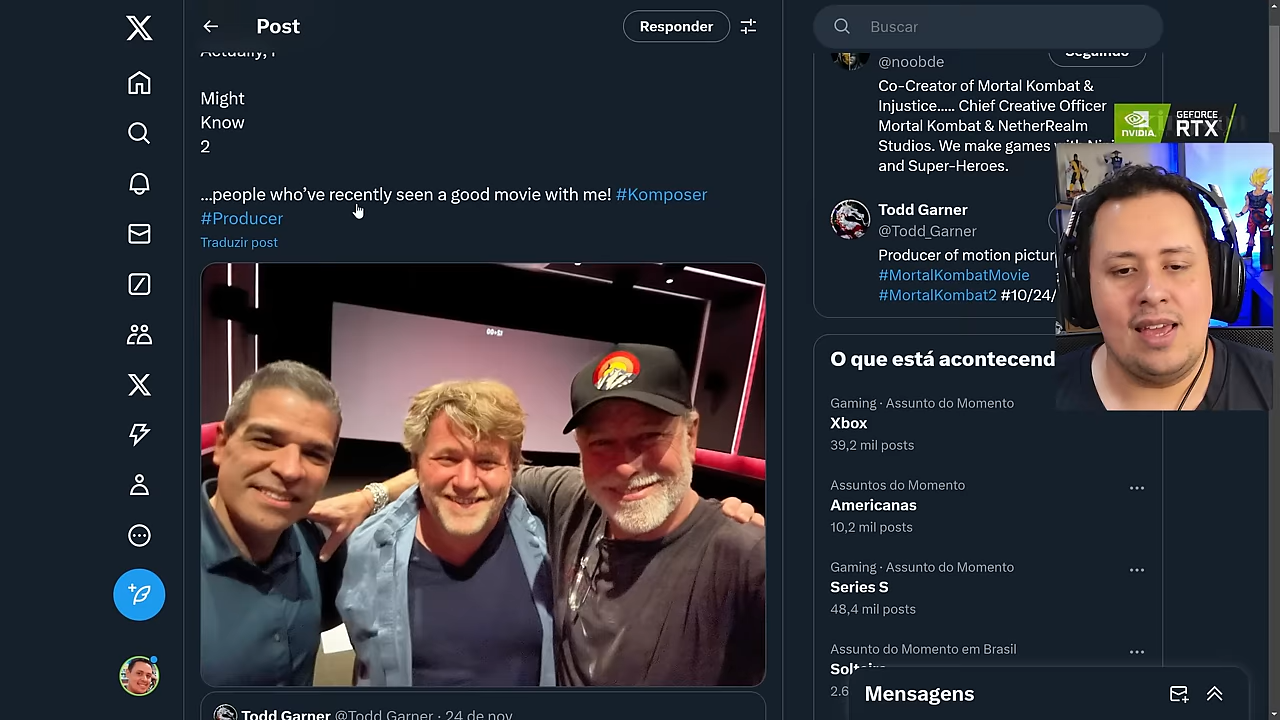 Post
Responder
Actually, I
Might
Know
2
…people who've recently seen a good movie with me! #Komposer
#Producer
Traduzir post
00+51
Todd Garner @Todd_Garner · 24 de nov
Buscar
@noobde
Seguindo
Co-Creator of Mortal Kombat &
Injustice..... Chief Creative Officer
Mortal Kombat & NetherRealm
Studios. We make games with
and Super-Heroes.
NVIDIA.
GEFORCE
RTX
Todd Garner
@Todd_Garner
Producer of motion
#MortalKombatMovie
#MortalKombat2 #10/24/
O que está acontecend
Gaming · Assunto do Momento
Xbox
39,2 mil posts
Assuntos do Momento
Americanas
10,2 mil posts
Gaming · Assunto do Momento
Series S
48,4 mil posts
Assunto do Momento em Brasil
Mensagens